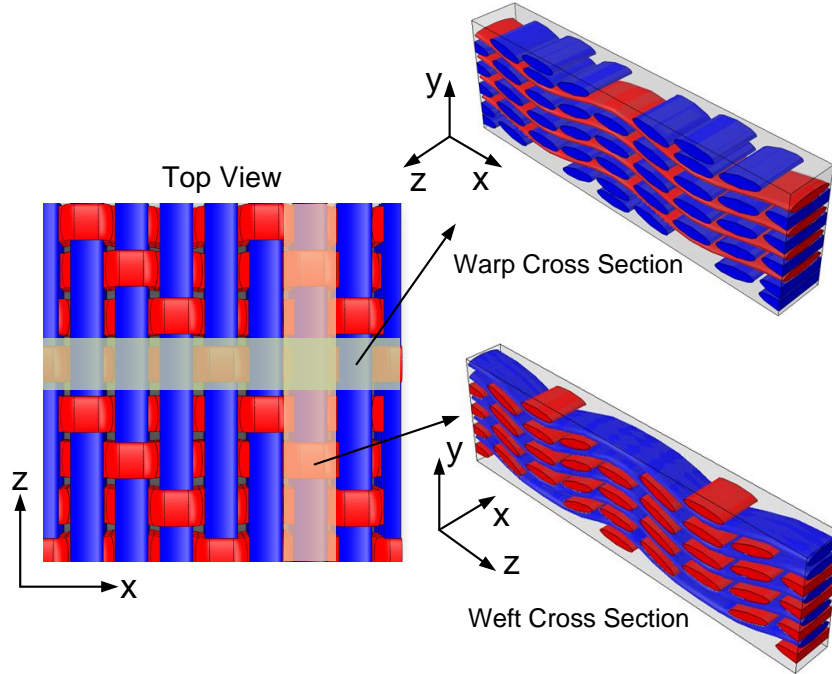 y
z
x
Top View
Warp Cross Section
y
x
z
z
x
Weft Cross Section